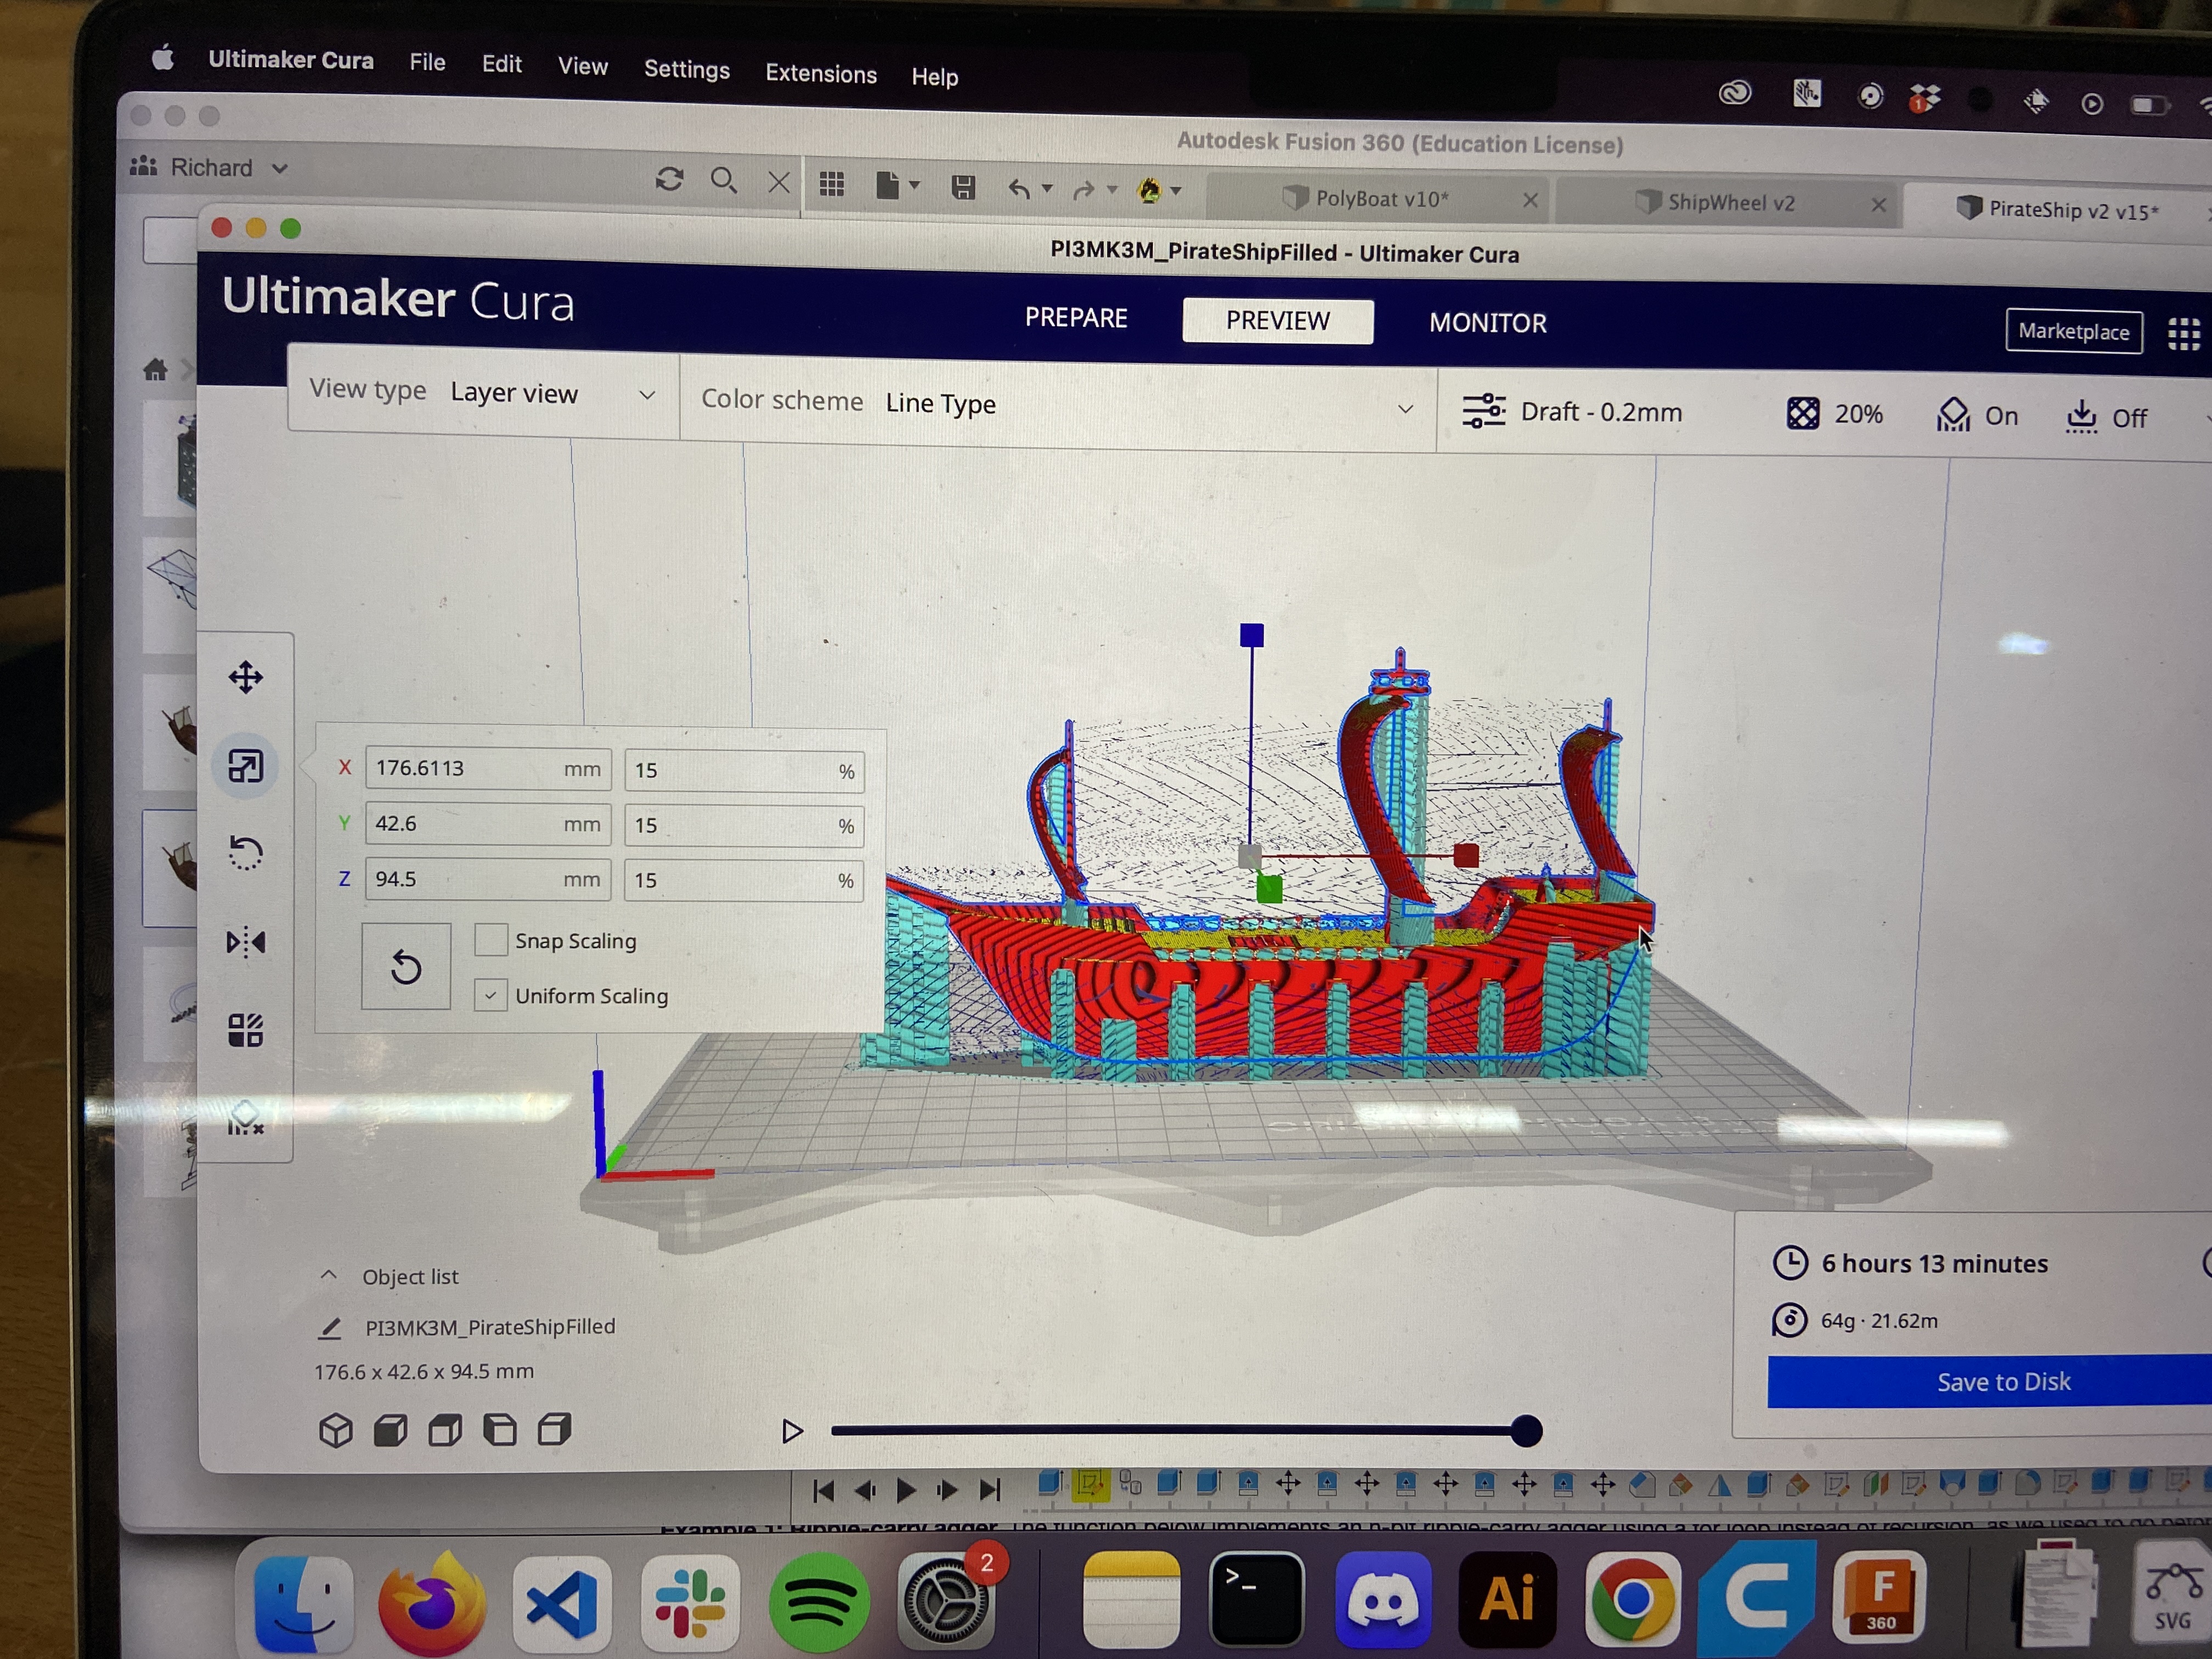 Ultimaker Cura File Edit View Settings Extensions Help
1
Autodesk Fusion 360 (Education License)
Richard
PolyBoat v10*
ShipWheel v2
PirateShip v2 v15*
PI3MK3M_PirateShipFilled - Ultimaker Cura
Ultimaker Cura
PREPARE PREVIEW MONITOR
Marketplace
View type Layer view
Color scheme Line Type
Draft - 0.2mm
20%
On
Off
X 176.6113 mm 15 %
Y 42.6 mm 15 %
Z 94.5 mm 15 %
Snap Scaling
Uniform Scaling
Object list
PI3MK3M_PirateShipFilled
176.6 x 42.6 x 94.5 mm
6 hours 13 minutes
64g · 21.62m
Save to Disk
Example 1: Ripple-carry adder. The function below implements an n-bit ripple-carry adder using a for loop instead of recursion, as we used to do
2
>_
Ai
F
360
SVG